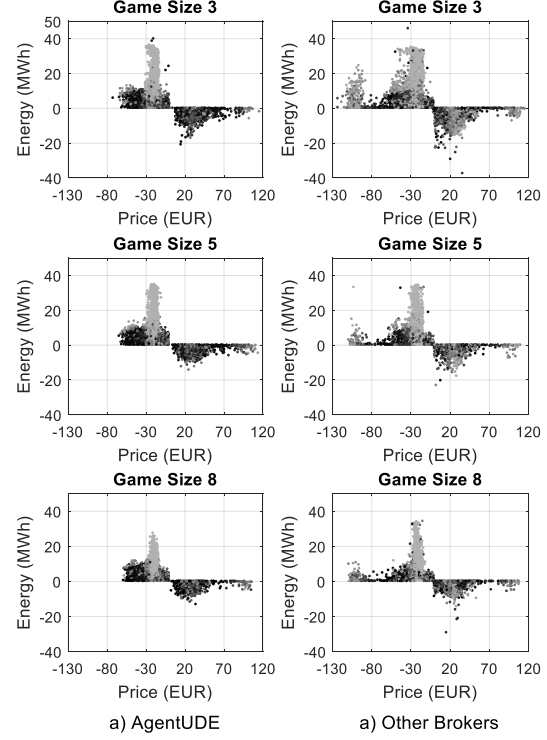 Game Size 3 Game Size 3
50 50
40 40
20 20
0 0
-20 -20
-40 -40
Energy (MWh) Energy (MWh)
-130 -80 -30 20 70 120 -130 -80 -30 20 70 120
Price (EUR) Price (EUR)
Game Size 5 Game Size 5
40 40
20 20
0 0
-20 -20
-40 -40
Energy (MWh) Energy (MWh)
-130 -80 -30 20 70 120 -130 -80 -30 20 70 120
Price (EUR) Price (EUR)
Game Size 8 Game Size 8
40 40
20 20
0 0
-20 -20
-40 -40
Energy (MWh) Energy (MWh)
-130 -80 -30 20 70 120 -130 -80 -30 20 70 120
Price (EUR) Price (EUR)
a) AgentUDE a) Other Brokers